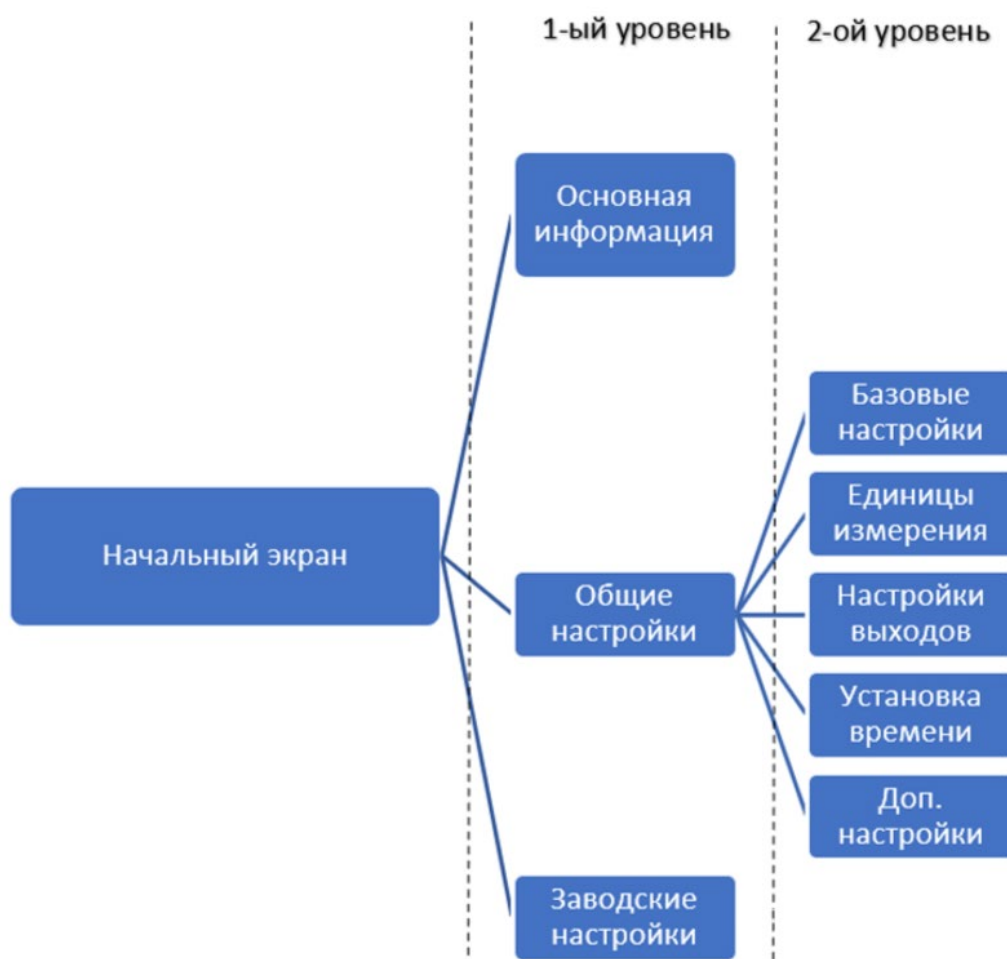 1-ый уровень
2-ой уровень
Основная
информация
Базовые
настройки
Единицы
измерения
Начальный экран
Общие
настройки
Настройки
выходов
Установка
времени
Доп.
настройки
Заводские
настройки